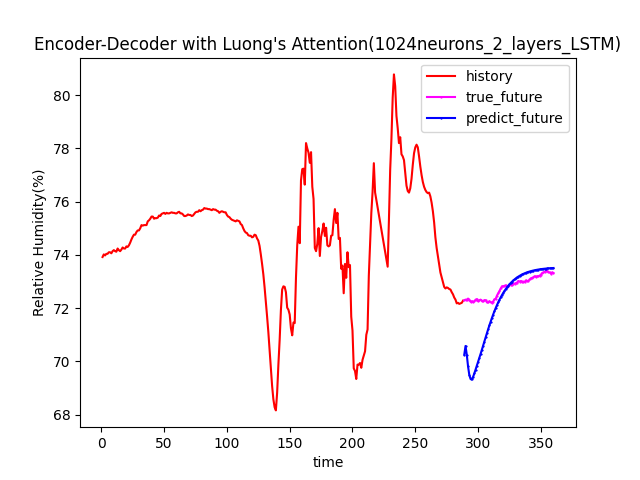 Encoder-Decoder with Luong's Attention(1024neurons_2_layers_LSTM)
history
true_future
predict_future
Relative Humidity(%)
80
78
76
74
72
70
68
0 50 100 150 200 250 300 350
time